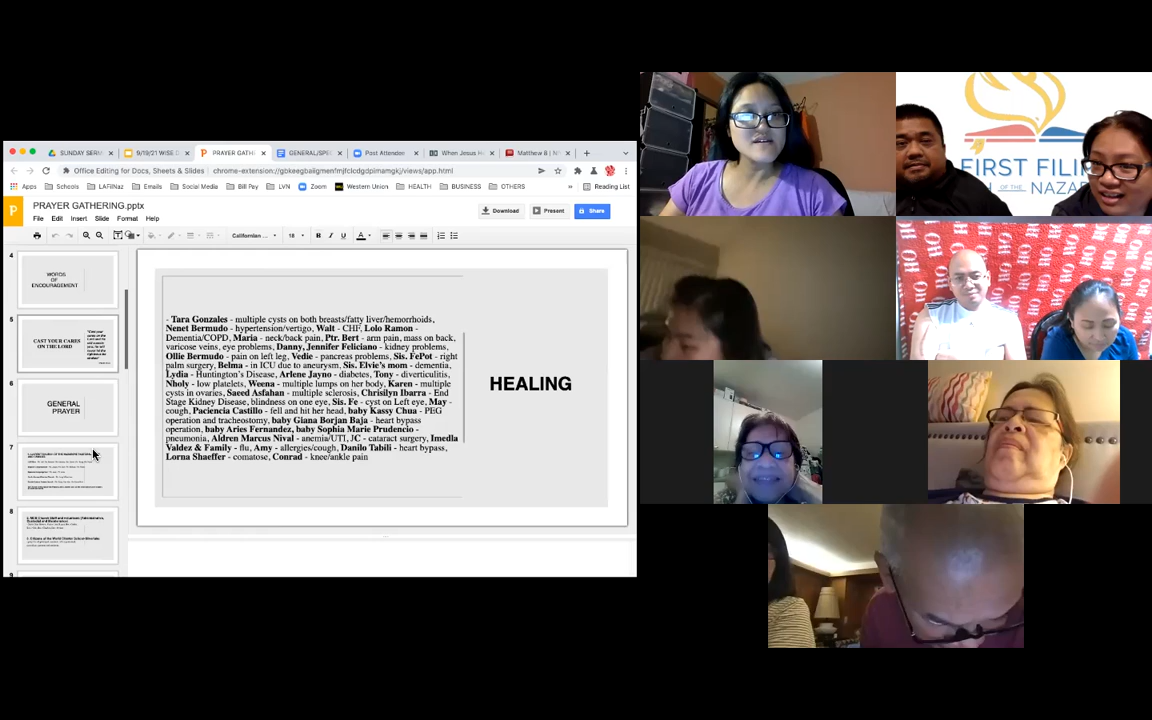 SUNDAY SERM
9/19/21 WISE D
PRAYER GATH
GENERAL/SPE
Post Attendee
When Jesus H
Matthew 8 | N
Office Editing for Docs, Sheets & Slides | chrome-extension://gbkeegbaiigmenfmjfclcdgdpimamgkj/views/app.html
Apps Schools LAFilNaz Emails Social Media Bill Pay LVN Zoom Western Union HEALTH BUSINESS OTHERS Reading List
PRAYER GATHERING.pptx
File Edit Insert Slide Format Help
Download Present Share
Californian ... 18 B I U A
4
WORDS
OF
ENCOURAGEMENT
5
CAST YOUR CARES
ON THE LORD
6
GENERAL
PRAYER
7
8
- Tara Gonzales - multiple cysts on both breasts/fatty liver/hemorrhoids,
Nenet Bermudo - hypertension/vertigo, Walt - CHF, Lolo Ramon -
Dementia/COPD, Maria - neck/back pain, Ptr. Bert - arm pain, mass on back,
varicose veins, eye problems, Danny, Jennifer Feliciano - kidney problems,
Ollie Bermudo - pain on left leg, Vedie - pancreas problems, Sis. FePot - right
palm surgery, Belma - in ICU due to aneurysm, Sis. Elvie's mom - dementia,
Lydia - Huntington's Disease, Arlene Jayno - diabetes, Tony - diverticulitis,
Nholy - low platelets, Weena - multiple lumps on her body, Karen - multiple
cysts in ovaries, Saeed Asfahan - multiple sclerosis, Chrisilyn Ibarra - End
Stage Kidney Disease, blindness on one eye, Sis. Fe - cyst on Left eye, May -
cough, Paciencia Castillo - fell and hit her head, baby Kassy Chua - PEG
operation and tracheostomy, baby Giana Borjan Baja - heart bypass
operation, baby Aries Fernandez, baby Sophia Marie Prudencio -
pneumonia, Aldren Marcus Nival - anemia/UTI, JC - cataract surgery, Imedla
Valdez & Family - flu, Amy - allergies/cough, Danilo Tabili - heart bypass,
Lorna Shaeffer - comatose, Conrad - knee/ankle pain
HEALING
FIRST FILI
OF THE NAZAR
HO HO HO